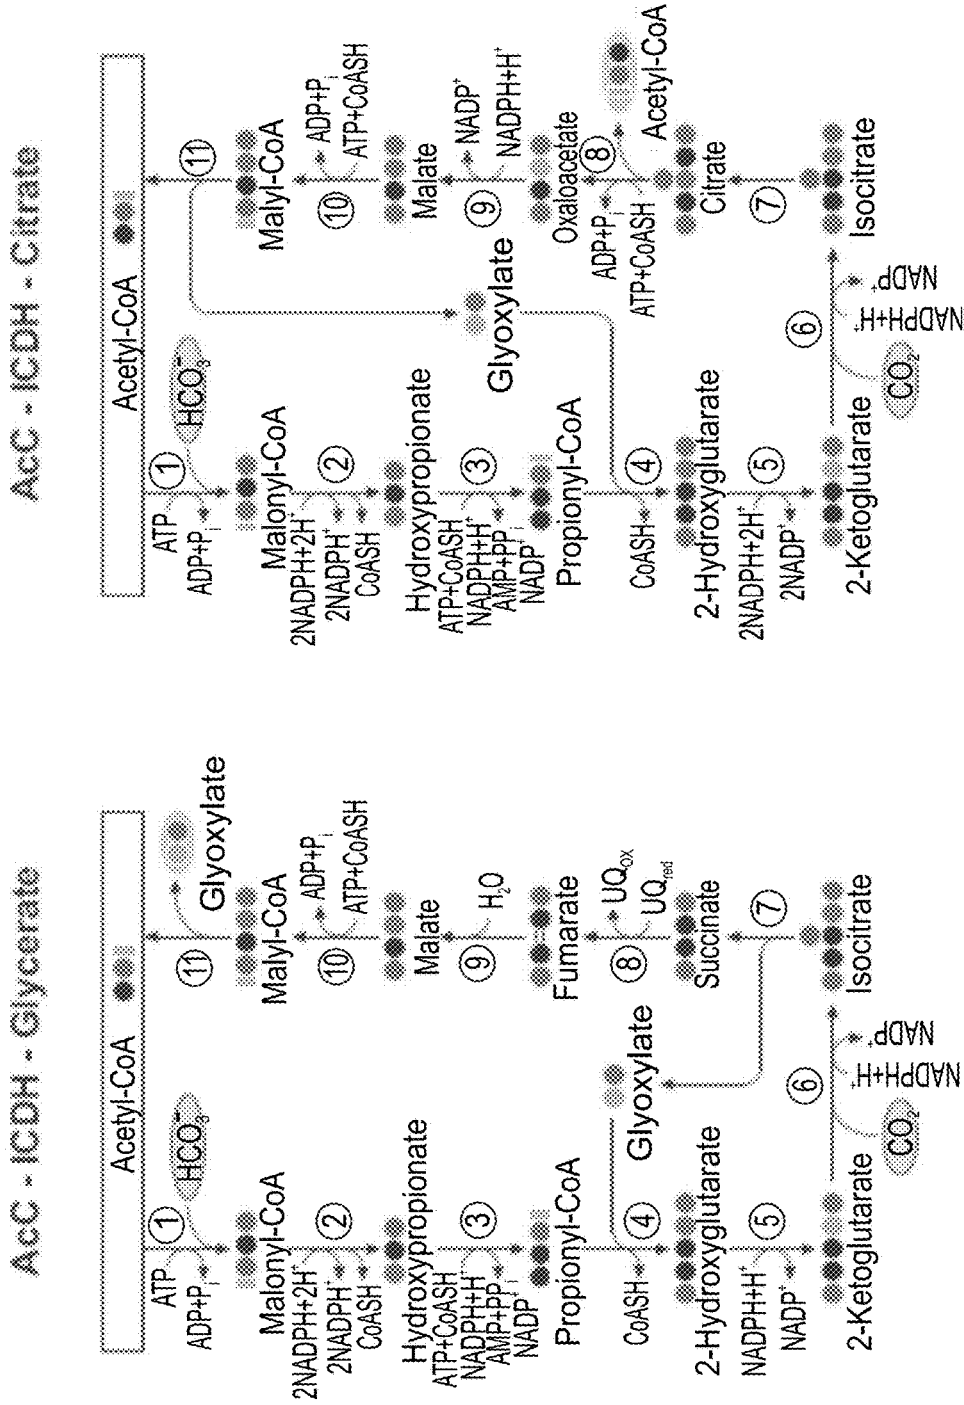 AcC - ICDH - Glycerate
Acetyl-CoA
1
ATP
ADP+Pi
HCO3-
Malonyl-CoA
2
2NADPH+2H+
2NADPH+
CoASH
Hydroxypropionate
3
ATP+CoASH
NADPH+H+
AMP+PPi
NADP+
Propionyl-CoA
4
CoASH
Glyoxylate
2-Hydroxyglutarate
5
NADPH+H+
NADP+
2-Ketoglutarate
6
CO2
NADPH+H+
NADP+
Isocitrate
7
Succinate
8
UQox
UQred
Fumarate
9
H2O
Malate
10
ADP+Pi
ATP+CoASH
Malyl-CoA
11
Glyoxylate
AcC - ICDH - Citrate
Acetyl-CoA
1
ATP
ADP+Pi
HCO3-
Malonyl-CoA
2
2NADPH+2H+
2NADPH+
CoASH
Hydroxypropionate
3
ATP+CoASH
NADPH+H+
AMP+PPi
NADP+
Propionyl-CoA
4
CoASH
Glyoxylate
2-Hydroxyglutarate
5
2NADPH+2H+
2NADP+
2-Ketoglutarate
6
CO2
NADPH+H+
NADP+
Isocitrate
7
Citrate
8
ADP+Pi
ATP+CoASH
Acetyl-CoA
Oxaloacetate
9
NADP+
NADPH+H+
Malate
10
ADP+Pi
ATP+CoASH
Malyl-CoA
11